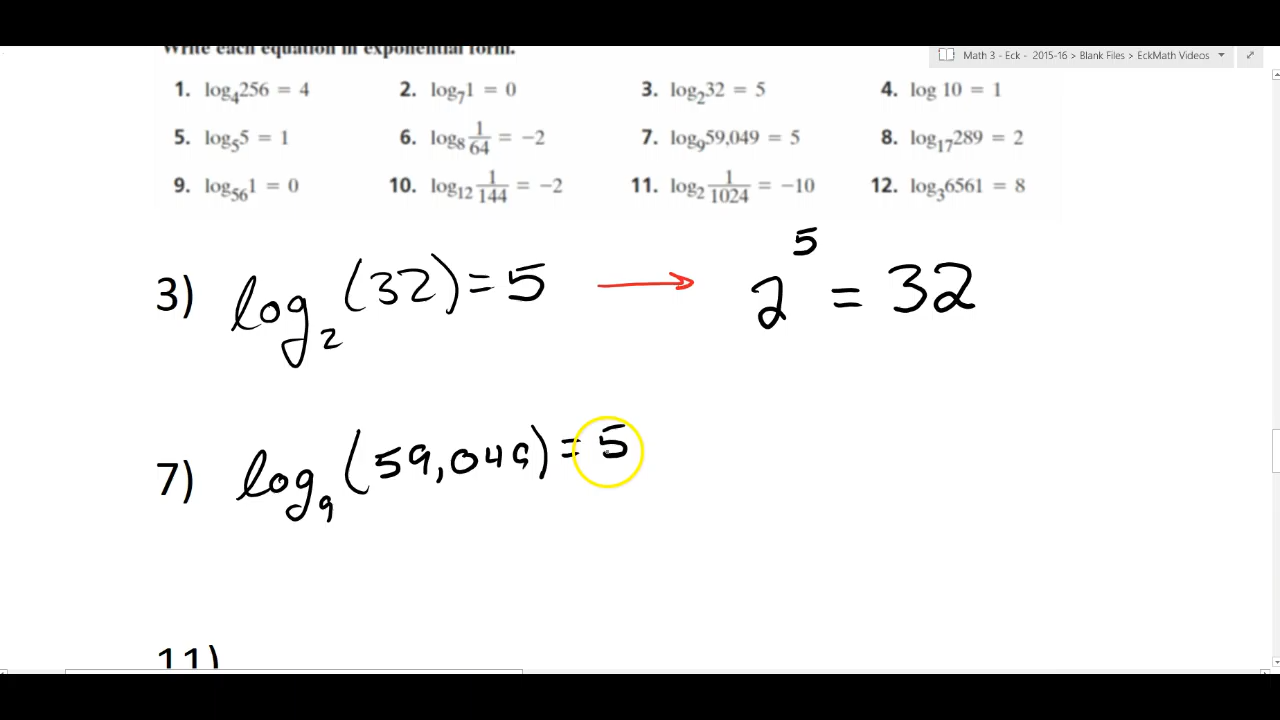 Write each equation in exponential form.
Math 3 - Eck - 2015-16 > Blank Files > EckMath Videos
1. log₄256 = 4 2. log₇1 = 0 3. log₂32 = 5 4. log 10 = 1
5. log₅5 = 1 6. log₈ 1/64 = −2 7. log₉59,049 = 5 8. log₁₇289 = 2
9. log₅₆1 = 0 10. log₁₂ 1/144 = −2 11. log₂ 1/1024 = −10 12. log₃6561 = 8
3) log₂(32) = 5 → 2⁵ = 32
7) log₉(59,049) = 5
11)